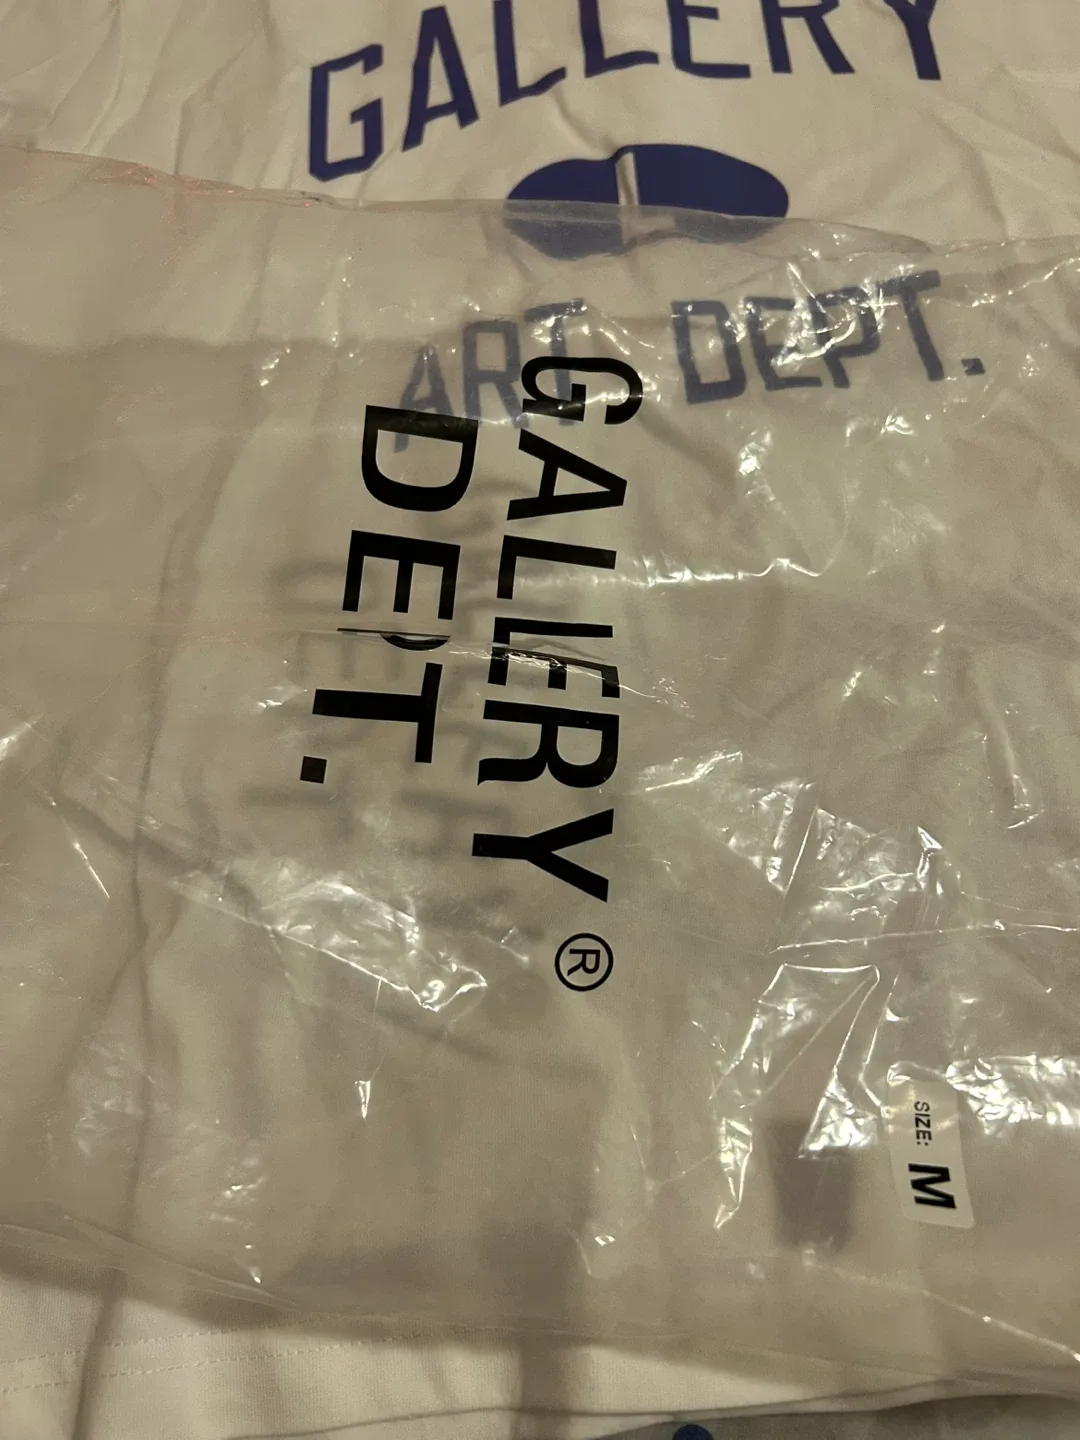 GALLERY
ART DEPT.
GALLERY®
DEPT.
SIZE: M